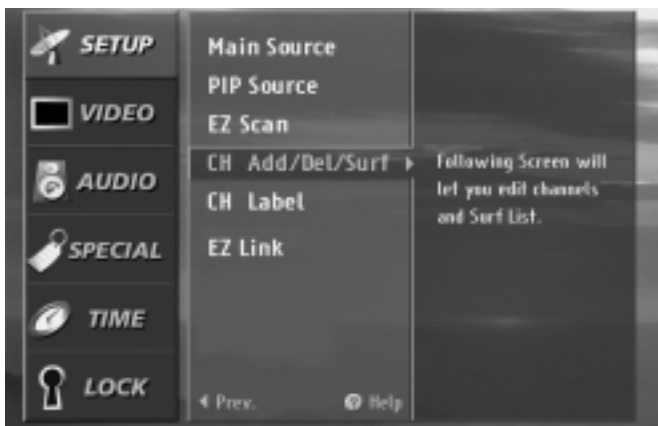 SETUP
VIDEO
AUDIO
SPECIAL
TIME
LOCK
Main Source
PIP Source
EZ Scan
CH Add/Del/Surf
CH Label
EZ Link
Prev. Help
Following Screen will
let you edit channels
and Surf List.